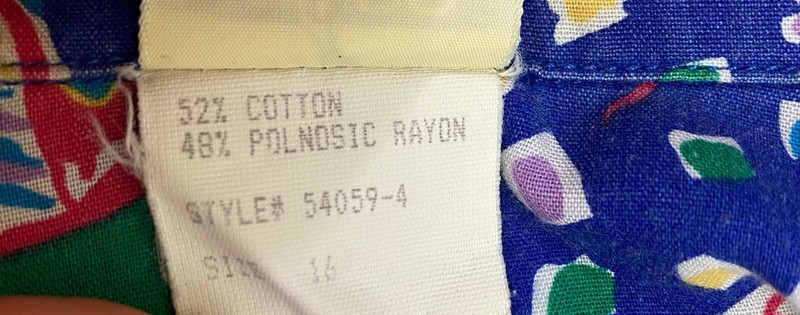 52% COTTON
48% POLNOSIC RAYON
STYLE# 54059-4
SIZE 16